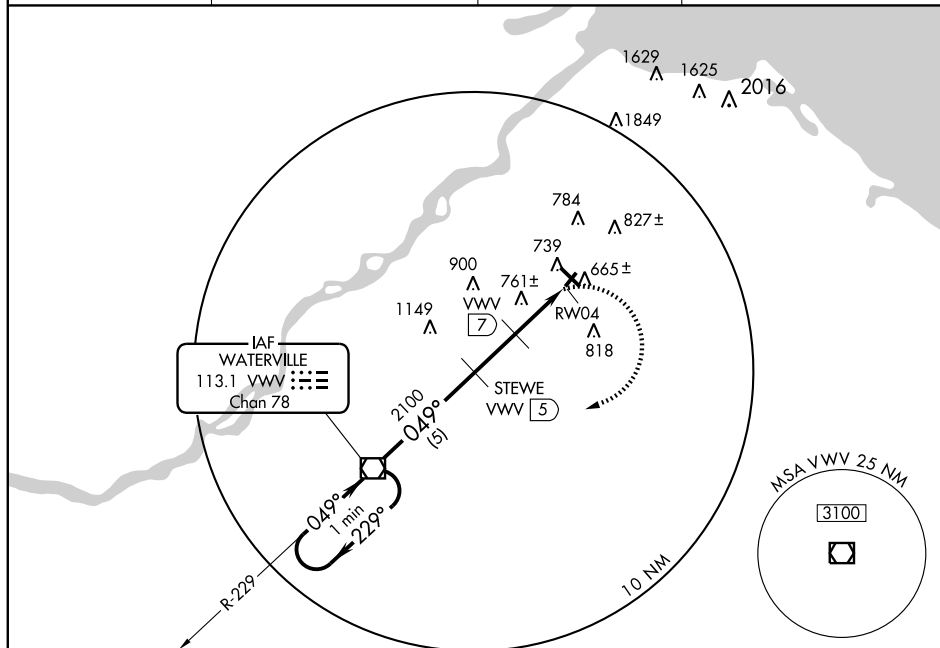 1629
1625
2016
1849
784
827±
739
665±
900
761±
VWV
7
1149
RW04
818
IAF
WATERVILLE
113.1 VWV
Chan 78
STEWE
VWV 5
2100
049°
(5)
049°
1 min
229°
R-229
10 NM
MSA VWV 25 NM
3100